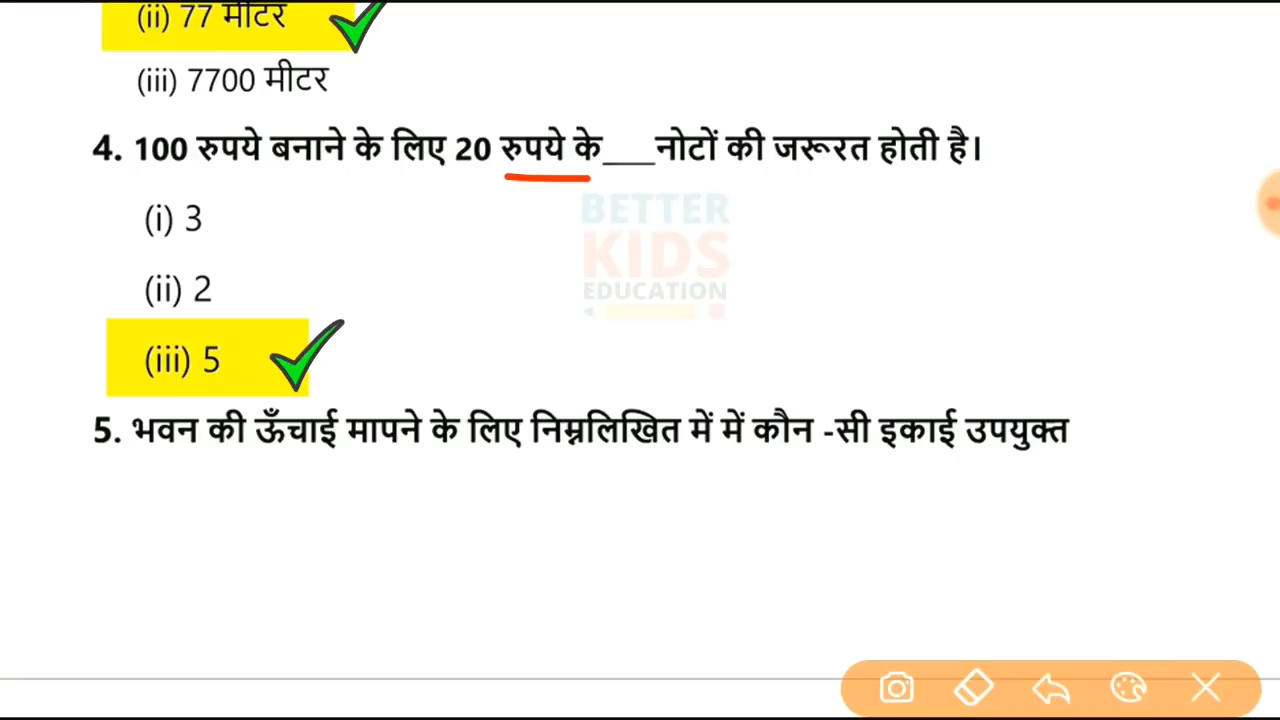 (ii) 77 मीटर
(iii) 7700 मीटर
4. 100 रुपये बनाने के लिए 20 रुपये के___नोटों की जरूरत होती है।
BETTER
KIDS
EDUCATION
(i) 3
(ii) 2
(iii) 5
5. भवन की ऊँचाई मापने के लिए निम्नलिखित में में कौन -सी इकाई उपयुक्त